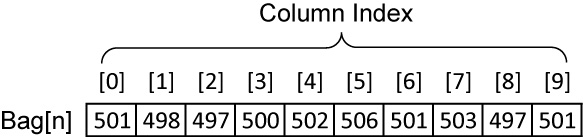 Column Index
[0] [1] [2] [3] [4] [5] [6] [7] [8] [9]
Bag[n] 501 498 497 500 502 506 501 503 497 501